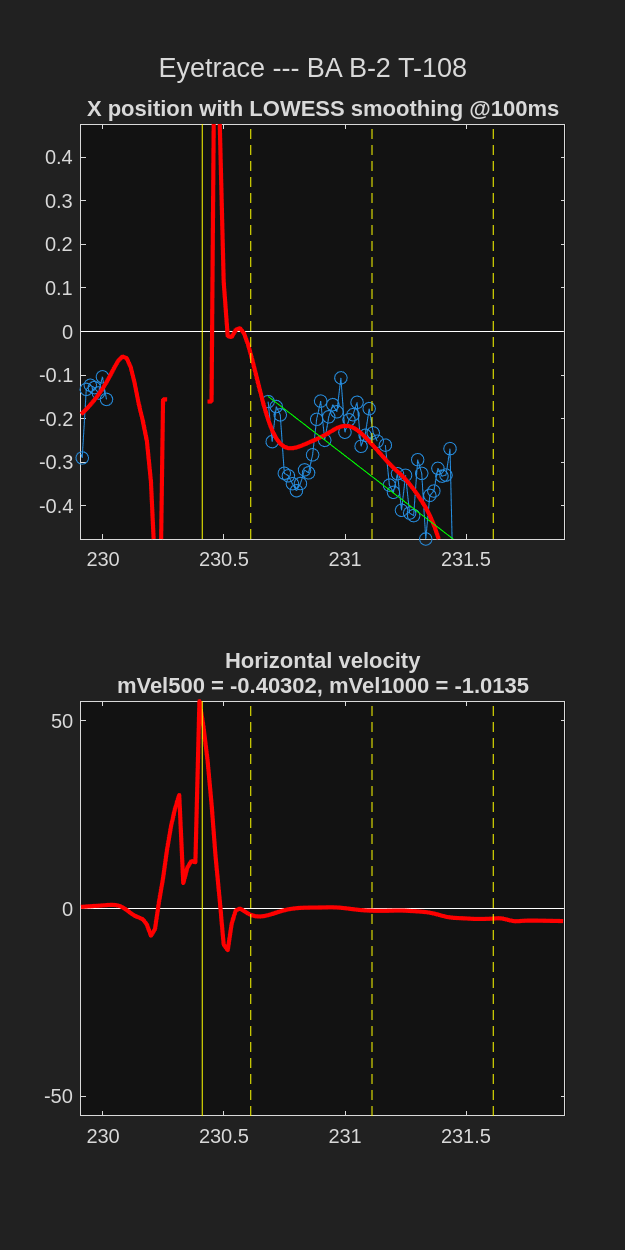 Eyetrace --- BA B-2 T-108
X position with LOWESS smoothing @100ms
0.4
0.3
0.2
0.1
0
-0.1
-0.2
-0.3
-0.4
230 230.5 231 231.5
Horizontal velocity
mVel500 = -0.40302, mVel1000 = -1.0135
50
0
-50
230 230.5 231 231.5